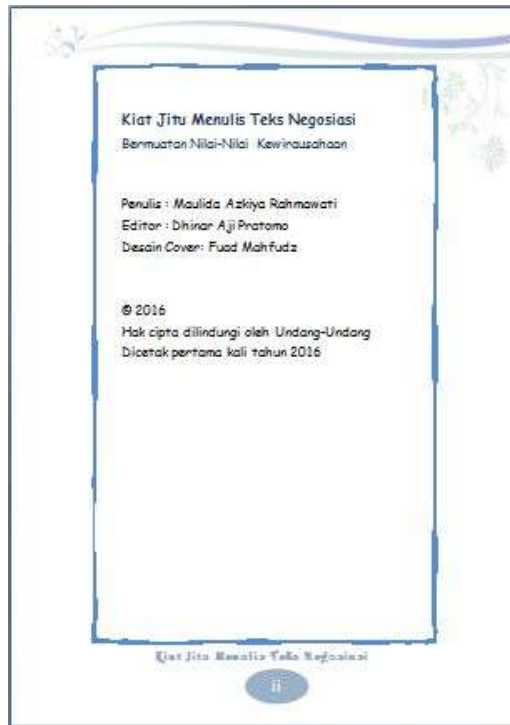 Kiat Jitu Menulis Teks Negosiasi
Bermuatan Nilai-Nilai Kewirausahaan
Penulis : Maulida Azkiya Rahmawati
Editor : Dhinar Aji Pratomo
Desain Cover: Fuad Mahfudz
© 2016
Hak cipta dilindungi oleh Undang-Undang
Dicetak pertama kali tahun 2016
Kiat Jitu Menulis Teks Negosiasi
ii